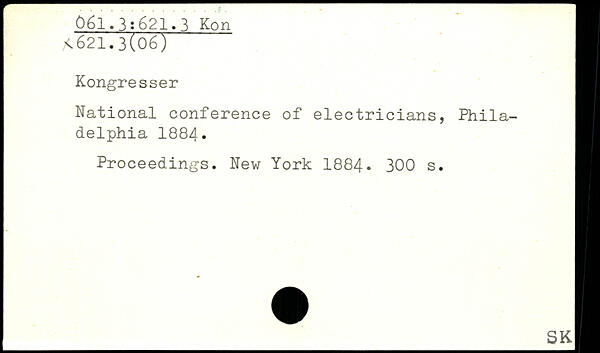 061.3:621.3 Kon
x621.3(06)
Kongresser
National conference of electricians, Phila-
delphia 1884.
Proceedings. New York 1884. 300 s.
SK